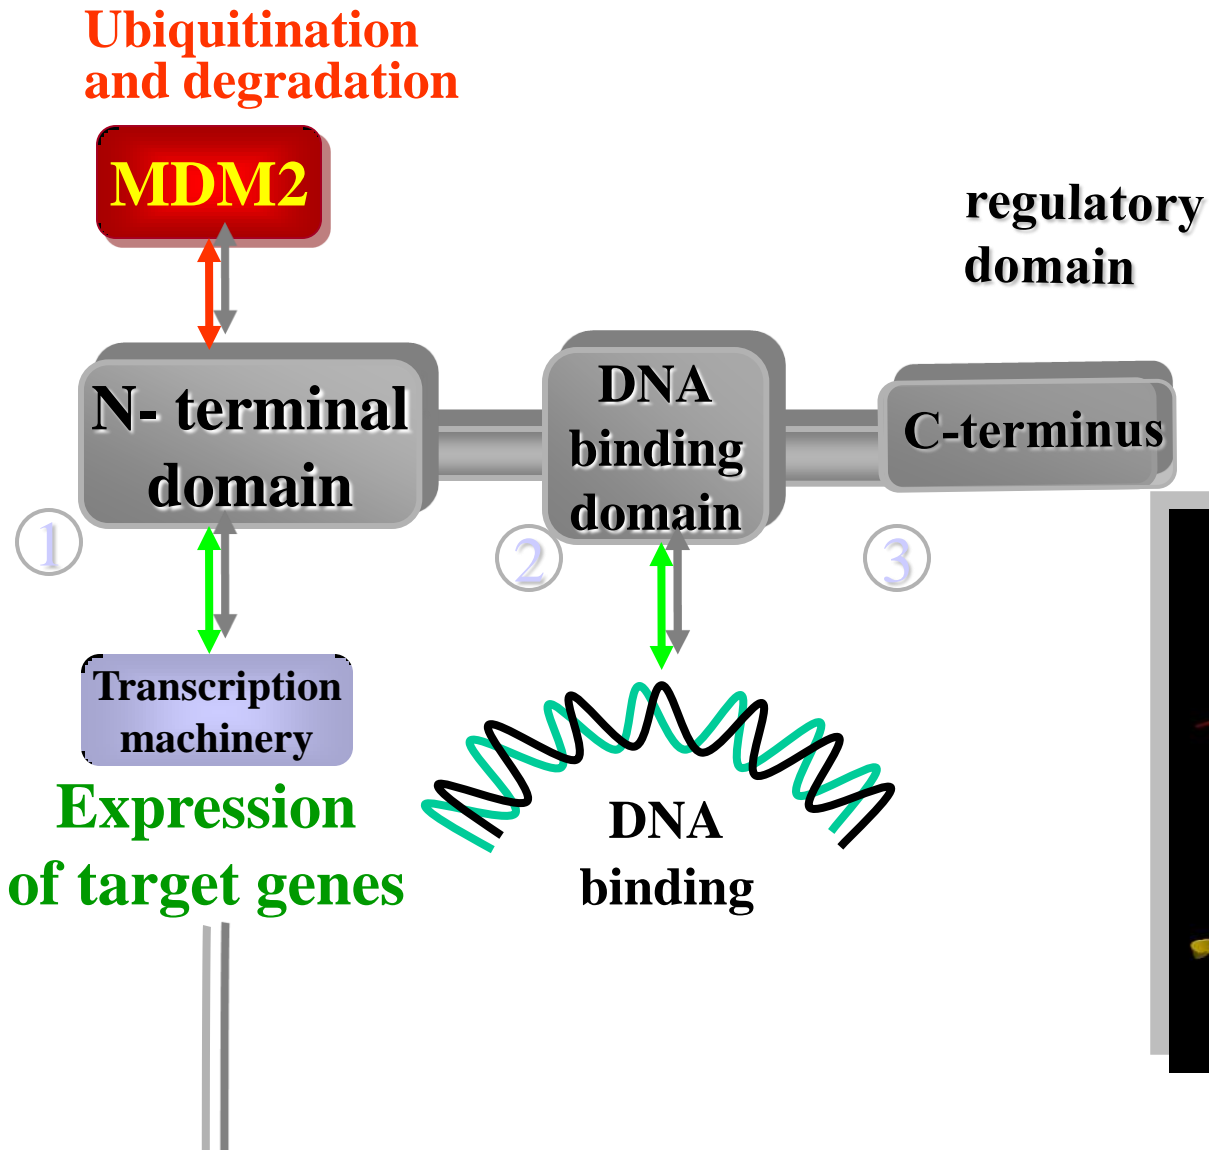 Ubiquitination
and degradation
MDM2
regulatory
domain
N- terminal
domain
DNA
binding
domain
C-terminus
1
2
3
Transcription
machinery
Expression
of target genes
DNA
binding